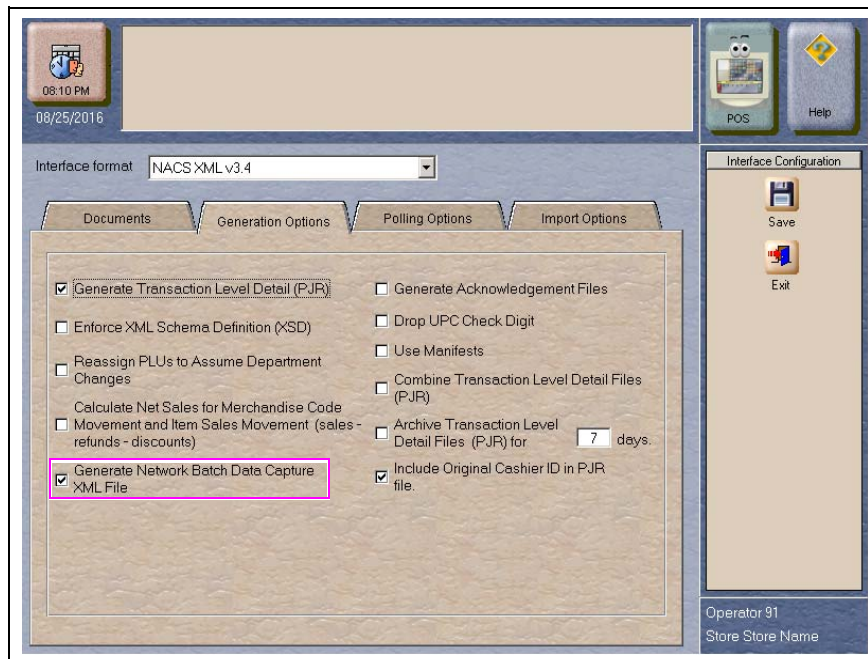 08:10 PM
08/25/2016
POS
Help
Interface format
NACS XML v3.4
Documents
Generation Options
Polling Options
Import Options
Generate Transaction Level Detail (PJR)
Enforce XML Schema Definition (XSD)
Reassign PLUs to Assume Department
Changes
Calculate Net Sales for Merchandise Code
Movement and Item Sales Movement (sales -
refunds - discounts)
Generate Network Batch Data Capture
XML File
Generate Acknowledgement Files
Drop UPC Check Digit
Use Manifests
Combine Transaction Level Detail Files
(PJR)
Archive Transaction Level
Detail Files (PJR) for 7 days.
Include Original Cashier ID in PJR
file.
Interface Configuration
Save
Exit
Operator 91
Store Store Name